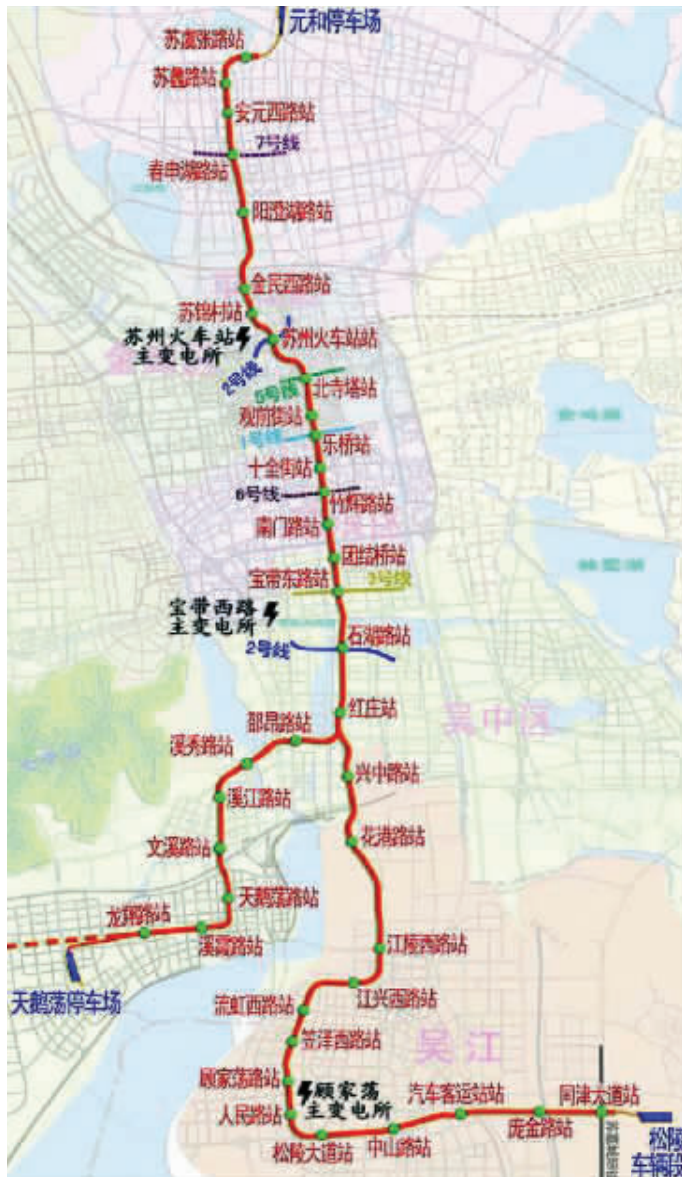 元和停车场
苏虞张路站
苏蠡路站
安元西路站
7号线
春申湖路站
阳澄湖路站
金民西路站
苏锦村站
苏州火车站
主变电所
苏州火车站站
2号线
北寺塔站
观前街站
1号线
乐桥站
十全街站
6号线
竹辉路站
南门路站
团结桥站
宝带东路站
3号线
宝带西路
主变电所
石湖路站
2号线
红庄站
吴中区
邵昂路站
溪秀路站
兴中路站
溪江路站
花港路站
文溪路站
天鹅荡路站
龙翔路站
溪霞路站
江陵西路站
天鹅荡停车场
江兴西路站
流虹西路站
笠泽西路站
吴江
顾家荡路站
顾家荡
主变电所
人民路站
汽车客运站站
同津大道站
庞金路站
松陵大道站
中山路站
松陵
车辆段